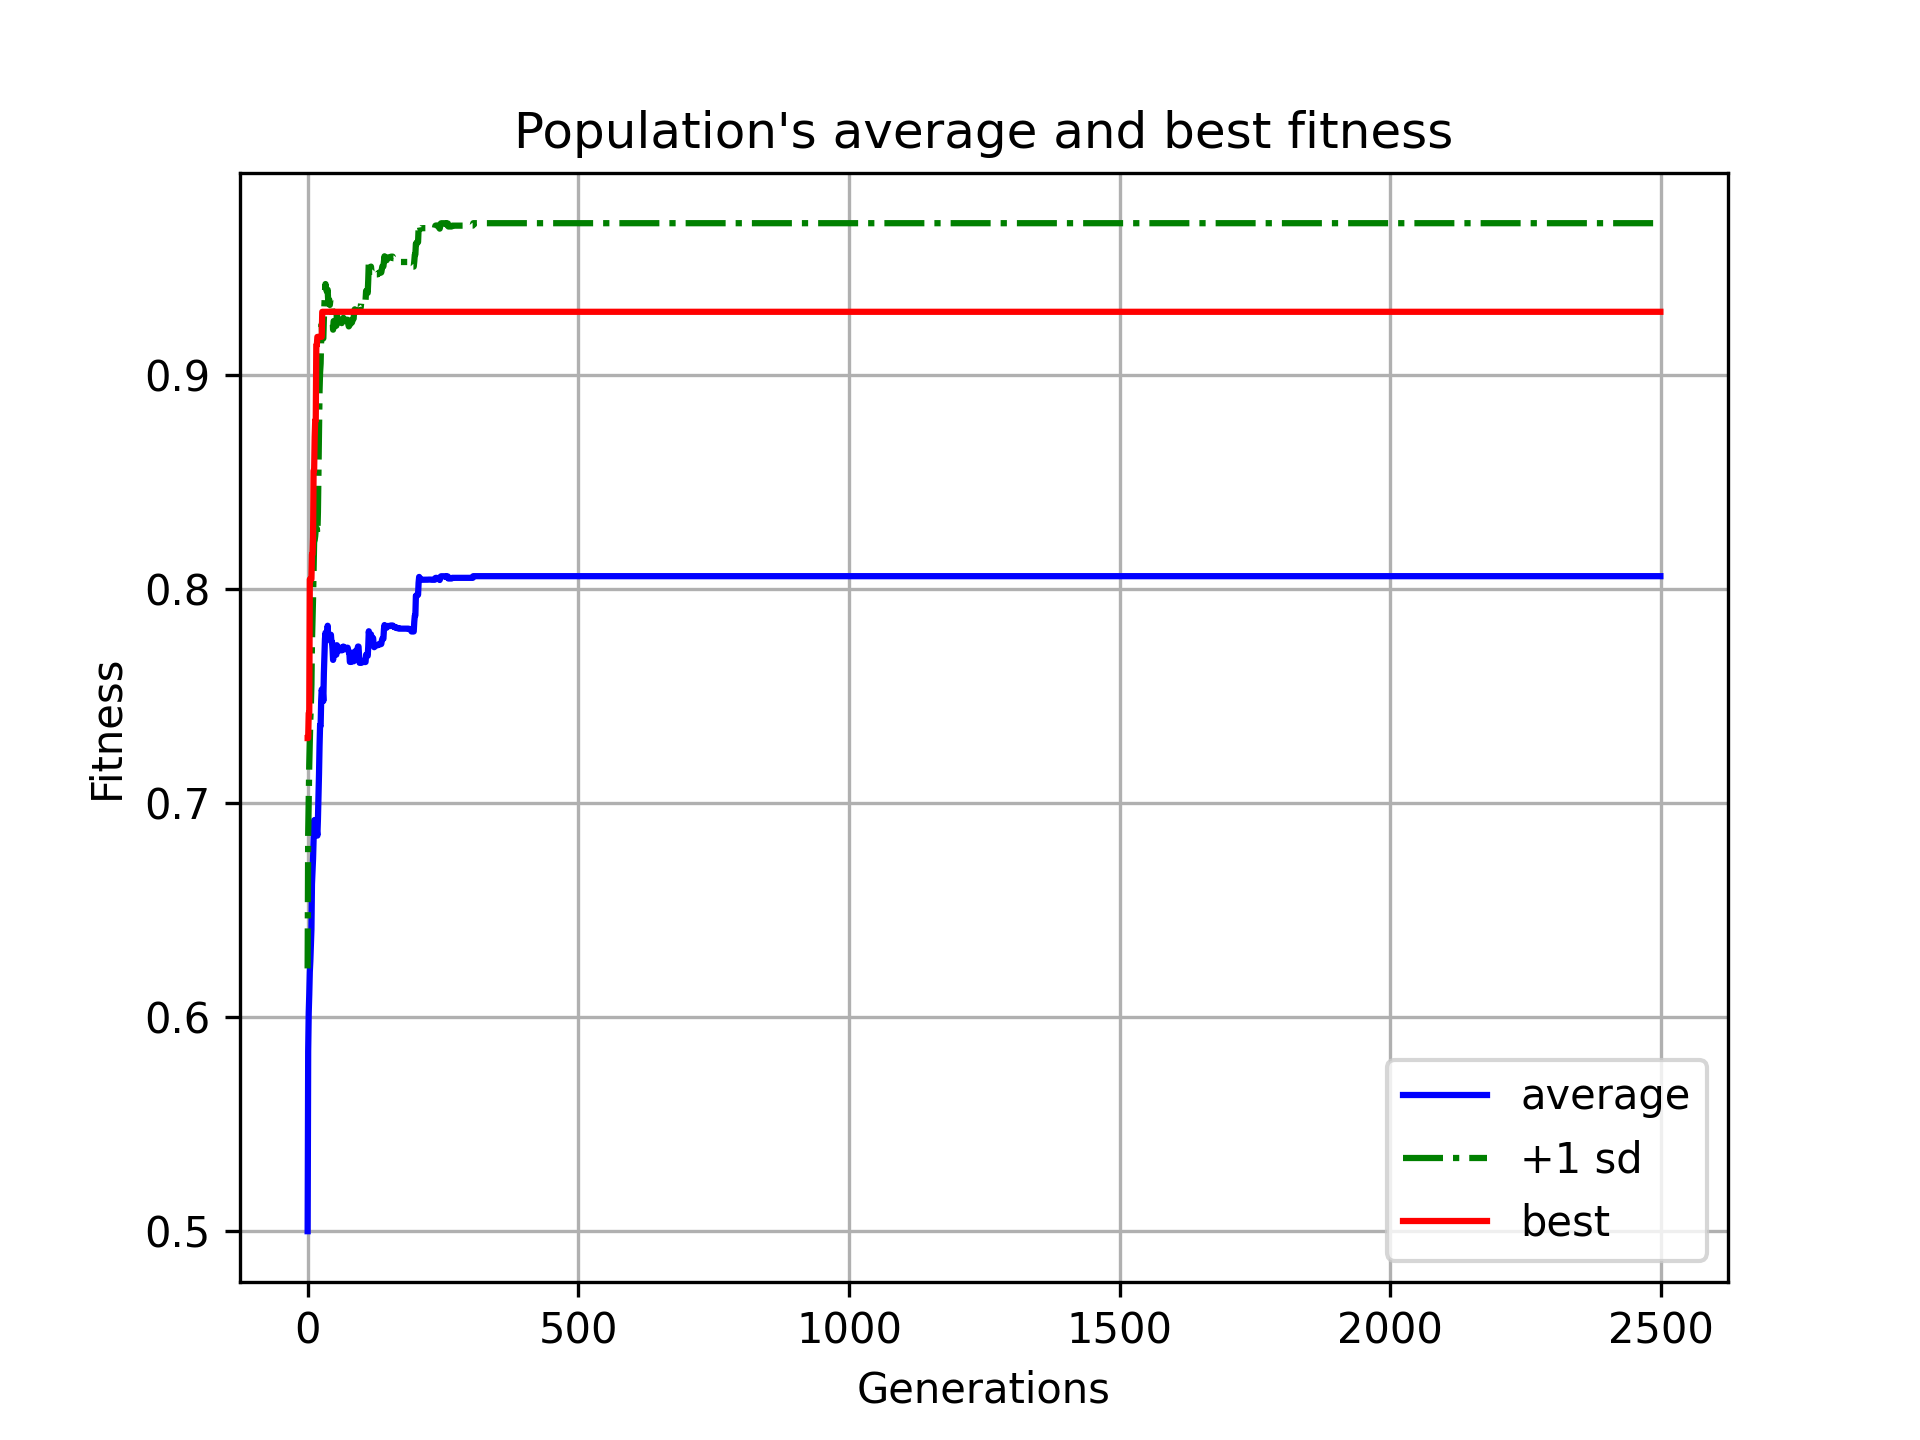 Population's average and best fitness
Fitness
0.9
0.8
0.7
0.6
0.5
0 500 1000 1500 2000 2500
Generations
average
+1 sd
best